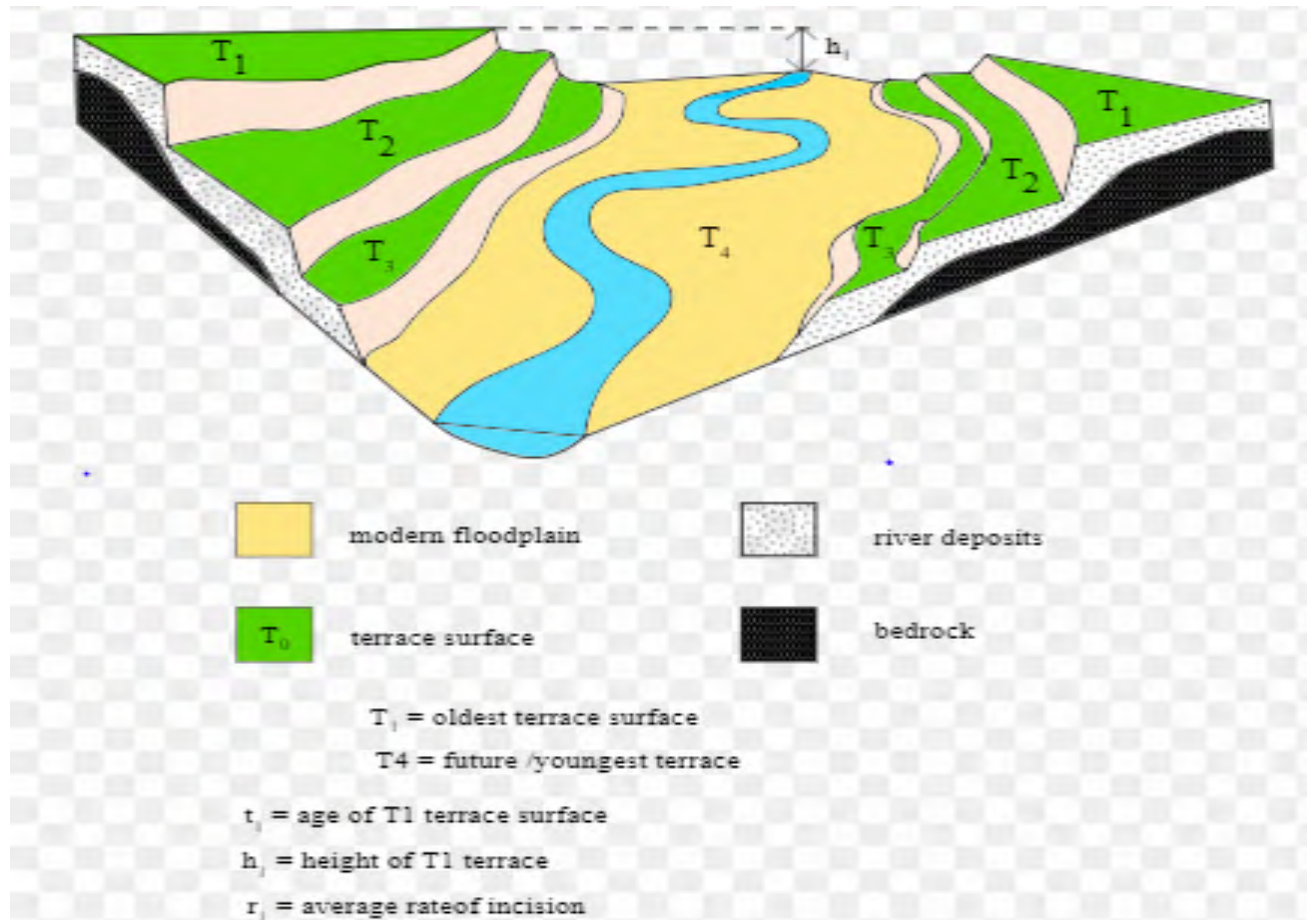 T₁
h₁
T₁
T₂
T₂
T₃
T₄
T₃
modern floodplain
river deposits
T₀
terrace surface
bedrock
T₁ = oldest terrace surface
T4 = future /youngest terrace
t₁ = age of T1 terrace surface
h₁ = height of T1 terrace
r₁ = average rateof incision